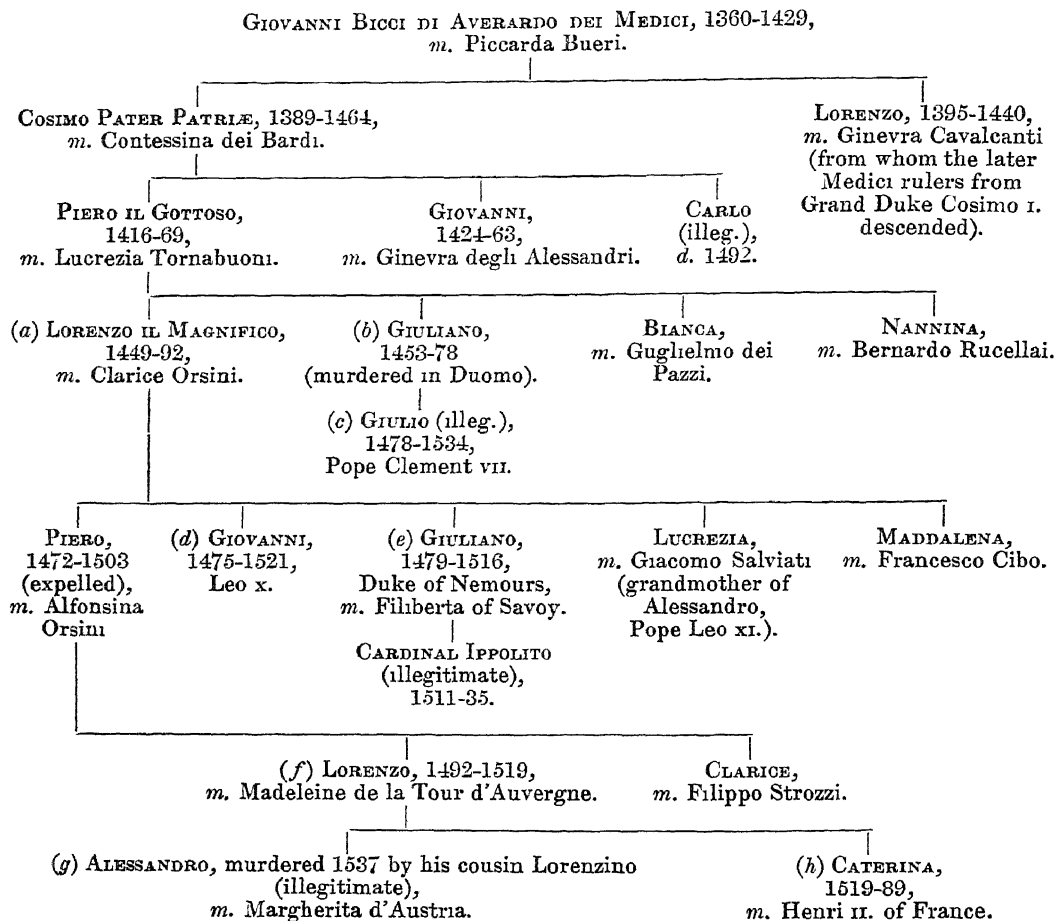 GIOVANNI BICCI DI AVERARDO DEI MEDICI, 1360-1429,
m. Piccarda Bueri.
COSIMO PATER PATRIÆ, 1389-1464,
m. Contessina dei Bardi.
LORENZO, 1395-1440,
m. Ginevra Cavalcanti
(from whom the later
Medici rulers from
Grand Duke Cosimo I.
descended).
PIERO IL GOTTOSO,
1416-69,
m. Lucrezia Tornabuoni.
GIOVANNI,
1424-63,
m. Ginevra degli Alessandri.
CARLO
(illeg.),
d. 1492.
(a) LORENZO IL MAGNIFICO,
1449-92,
m. Clarice Orsini.
(b) GIULIANO,
1453-78
(murdered in Duomo).
BIANCA,
m. Guglielmo dei
Pazzi.
NANNINA,
m. Bernardo Rucellai.
(c) GIULIO (illeg.),
1478-1534,
Pope Clement VII.
PIERO,
1472-1503
(expelled),
m. Alfonsina
Orsini
(d) GIOVANNI,
1475-1521,
Leo X.
(e) GIULIANO,
1479-1516,
Duke of Nemours,
m. Filiberta of Savoy.
LUCREZIA,
m. Giacomo Salviati
(grandmother of
Alessandro,
Pope Leo XI.).
MADDALENA,
m. Francesco Cibo.
CARDINAL IPPOLITO
(illegitimate),
1511-35.
(f) LORENZO, 1492-1519,
m. Madeleine de la Tour d'Auvergne.
CLARICE,
m. Filippo Strozzi.
(g) ALESSANDRO, murdered 1537 by his cousin Lorenzino
(illegitimate),
m. Margherita d'Austria.
(h) CATERINA,
1519-89,
m. Henri II. of France.